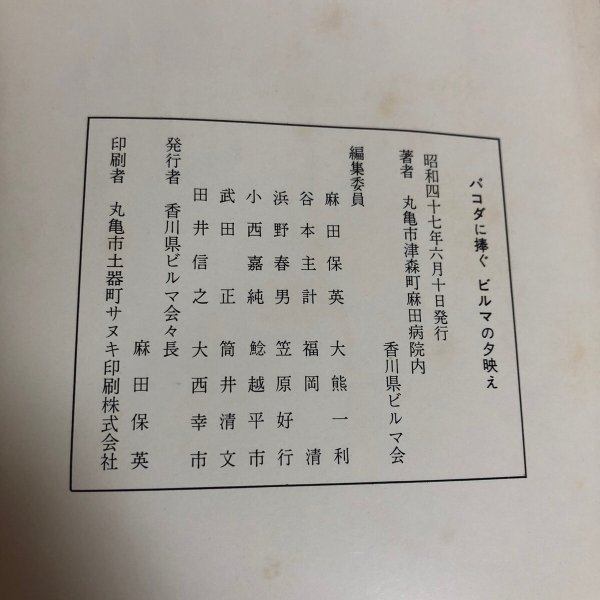 パコダに捧ぐ ビルマの夕映え
昭和四十七年六月十日発行
著者 丸亀市津森町麻田病院内
香川県ビルマ会
編集委員
麻田保英 大熊一利
谷本主計 福岡清
浜野春男 笠原好行
小西嘉純 鯰越平市
武田正 筒井清文
田井信之 大西幸市
発行者 香川県ビルマ会々長
麻田保英
印刷者 丸亀市土器町サヌキ印刷株式会社